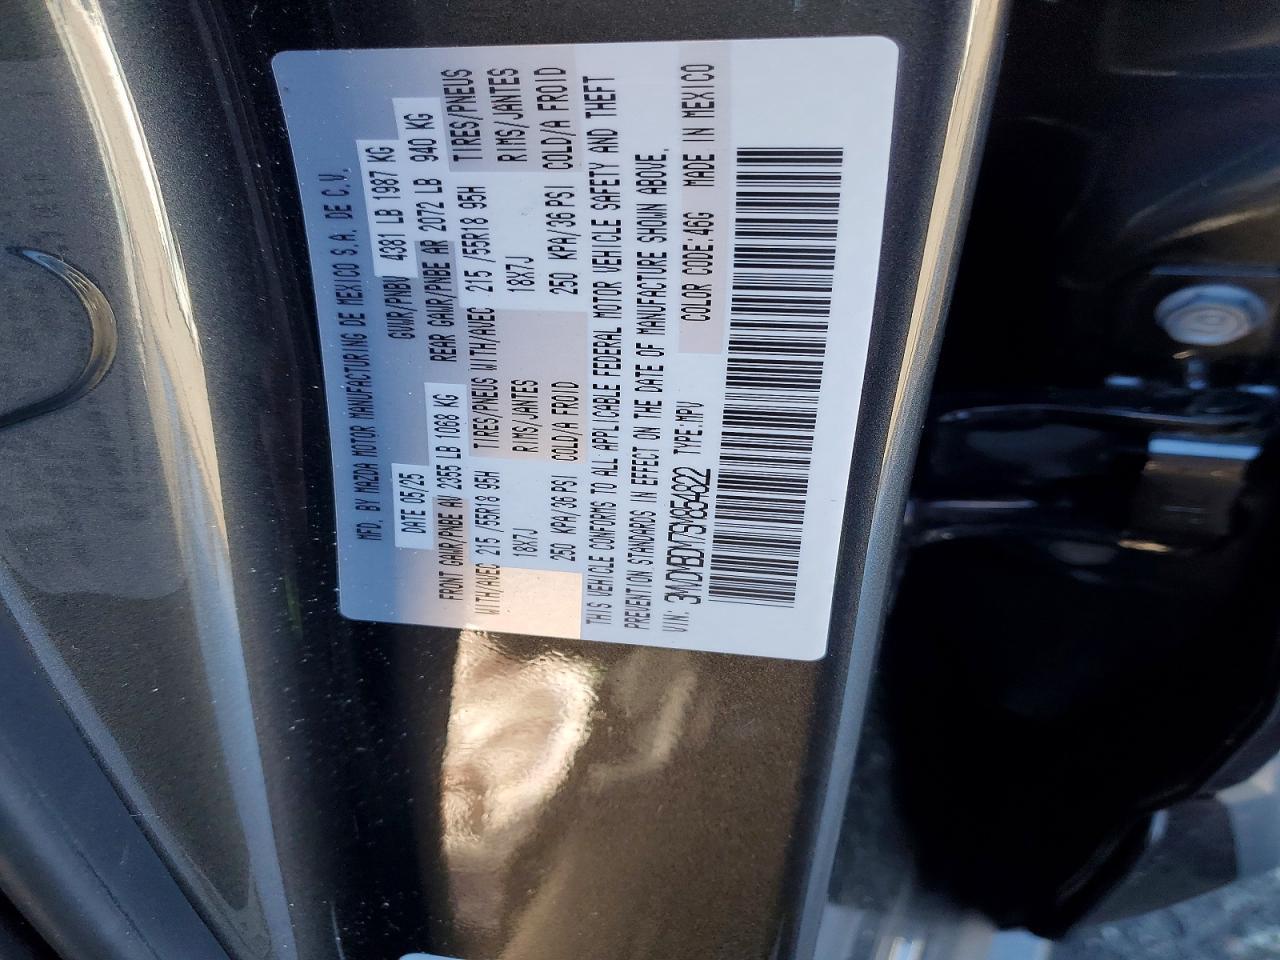 MFD. BY MAZDA MOTOR MANUFACTURING DE MEXICO S.A. DE C.V.
DATE 05/25 GVWR/PNBV 4381 LB 1987 KG
FRONT GAWR/PNBE AV 2355 LB 1068 KG REAR GAWR/PNBE AR 2072 LB 940 KG
WITH/AVEC 215 /55R18 95H TIRES/PNEUS WITH/AVEC 215 /55R18 95H TIRES/PNEUS
18X7J RIMS/JANTES 18X7J RIMS/JANTES
250 KPA/36 PSI COLD/A FROID 250 KPA/36 PSI COLD/A FROID
THIS VEHICLE CONFORMS TO ALL APPLICABLE FEDERAL MOTOR VEHICLE SAFETY AND THEFT
PREVENTION STANDARDS IN EFFECT ON THE DATE OF MANUFACTURE SHOWN ABOVE.
VIN: 3MVDNBDV7SM854822 TYPE:MPV COLOR CODE:46G MADE IN MEXICO